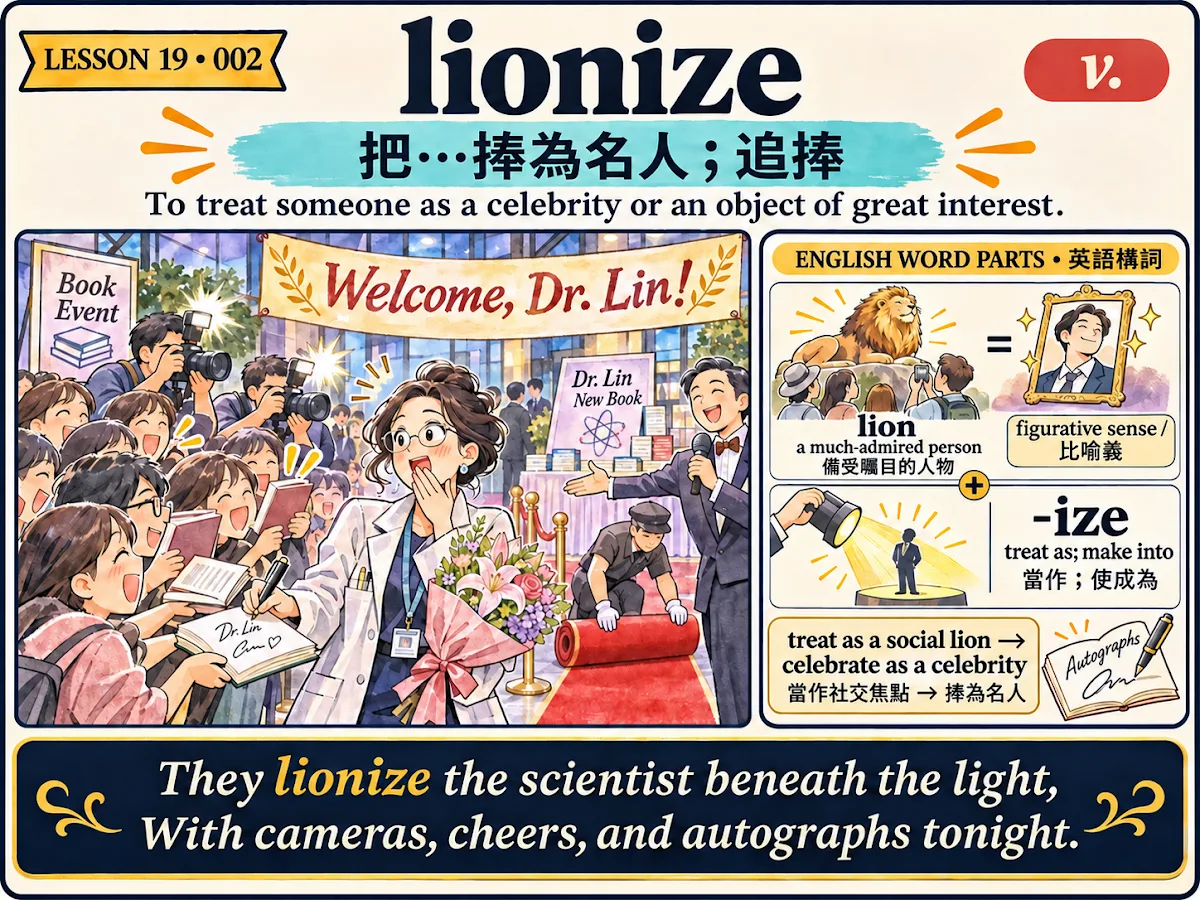 LESSON 19 • 002
lionize
v.
把…捧為名人；追捧
To treat someone as a celebrity or an object of great interest.
Book
Event
Welcome, Dr. Lin!
Dr. Lin
New Book
Dr. Lin
ENGLISH WORD PARTS • 英語構詞
=
lion
a much-admired person
備受矚目的人物
figurative sense /
比喻義
+
-ize
treat as; make into
當作；使成為
treat as a social lion →
celebrate as a celebrity
當作社交焦點 → 捧為名人
Autographs
They lionize the scientist beneath the light,
With cameras, cheers, and autographs tonight.